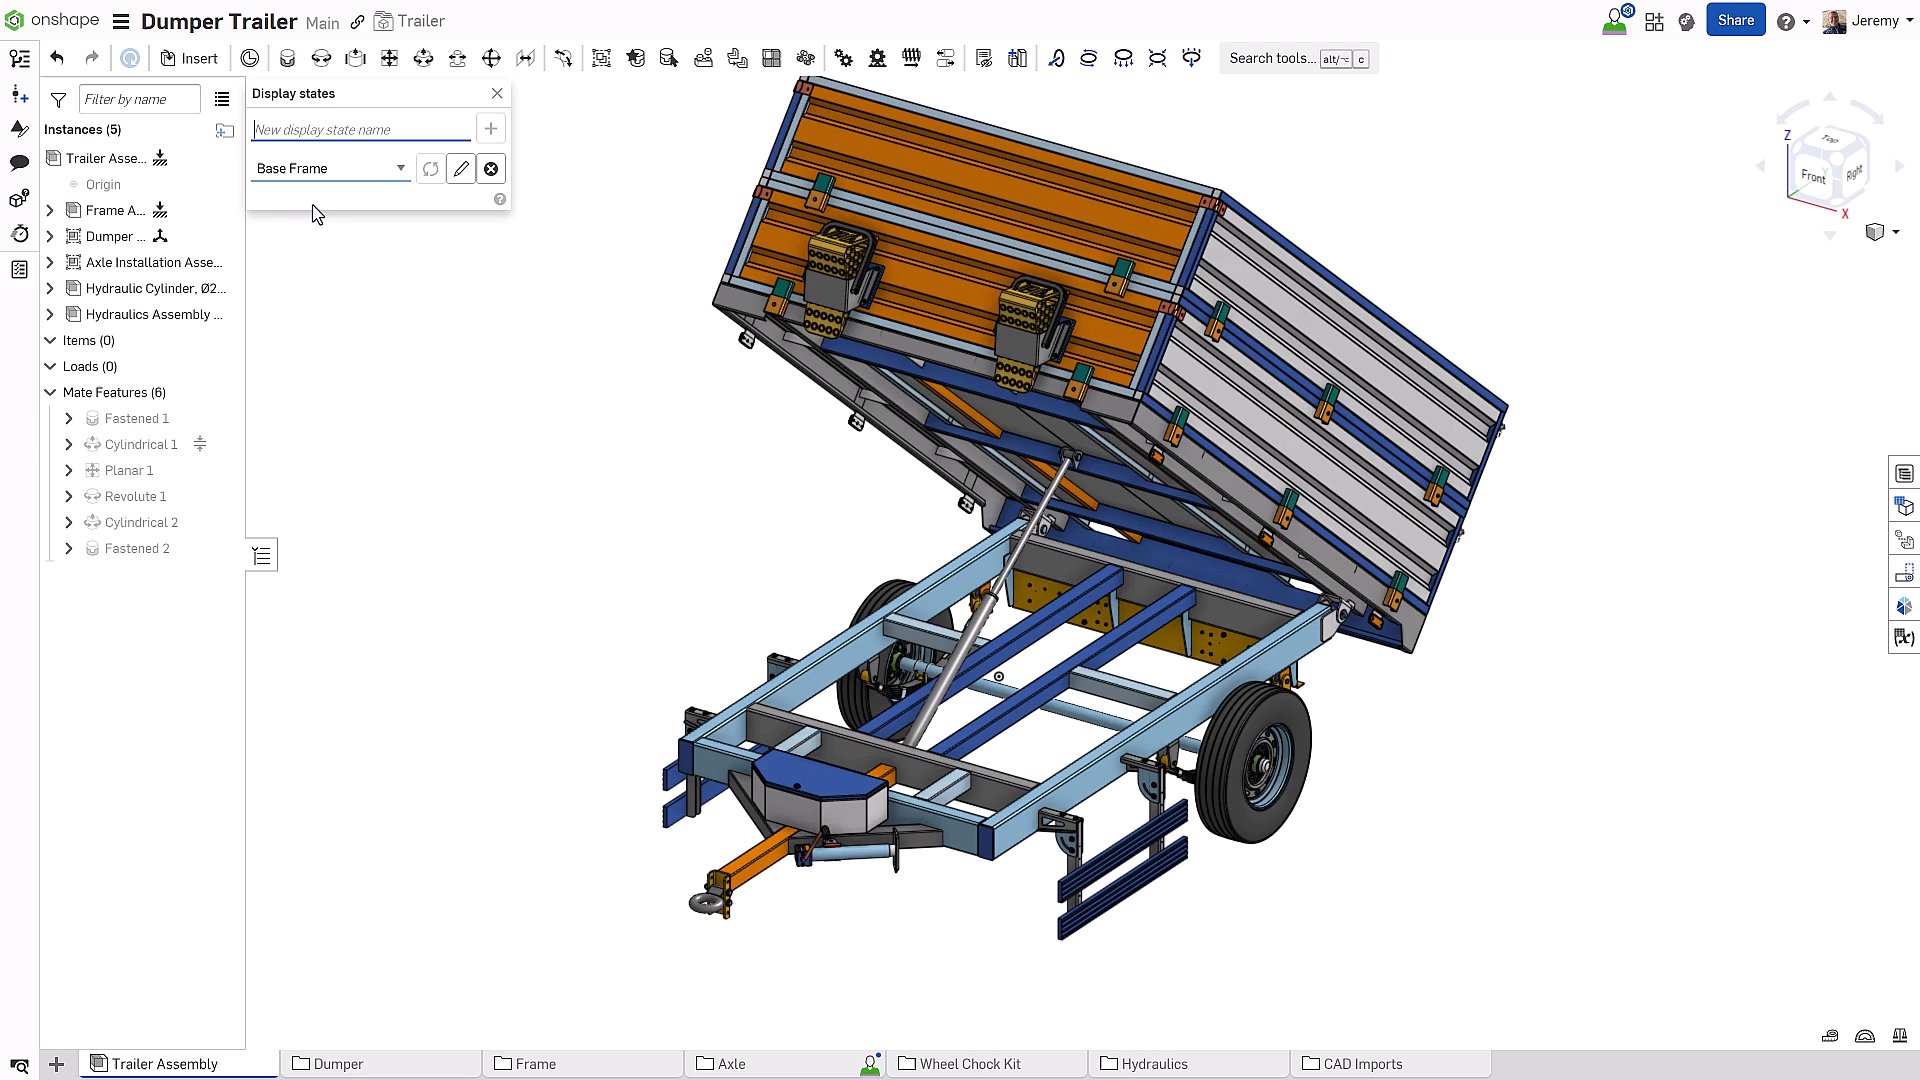 onshape Dumper Trailer Main Trailer Share Jeremy
Insert Search tools... alt/⌥ c
Filter by name
Instances (5)
Trailer Asse...
Origin
Frame A...
Dumper ...
Axle Installation Asse...
Hydraulic Cylinder, Ø2...
Hydraulics Assembly ...
Items (0)
Loads (0)
Mate Features (6)
Fastened 1
Cylindrical 1
Planar 1
Revolute 1
Cylindrical 2
Fastened 2
Display states
New display state name
Base Frame
Z
Top
Front
Right
Y
X
Trailer Assembly
Dumper
Frame
Axle
Wheel Chock Kit
Hydraulics
CAD Imports